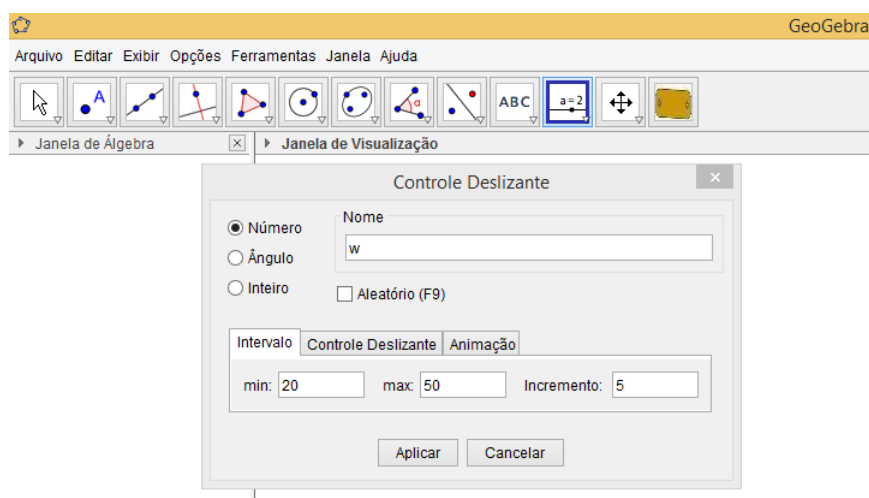 GeoGebra
Arquivo Editar Exibir Opções Ferramentas Janela Ajuda
A α ABC a=2
Janela de Álgebra Janela de Visualização
Controle Deslizante
Número
Ângulo
Inteiro
Nome
w
Aleatório (F9)
Intervalo Controle Deslizante Animação
min: 20 max: 50 Incremento: 5
Aplicar Cancelar